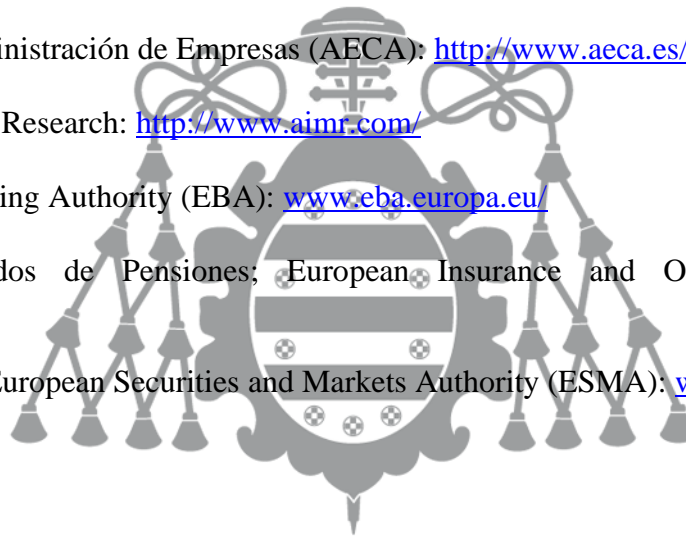 ministración de Empresas (AECA): http://www.aeca.es/
Research: http://www.aimr.com/
ing Authority (EBA): www.eba.europa.eu/
dos de Pensiones; European Insurance and O
European Securities and Markets Authority (ESMA): w